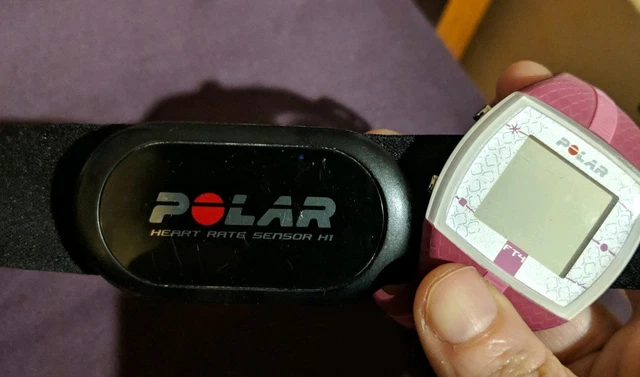 POLAR
HEART RATE SENSOR H1
POLAR
FT4